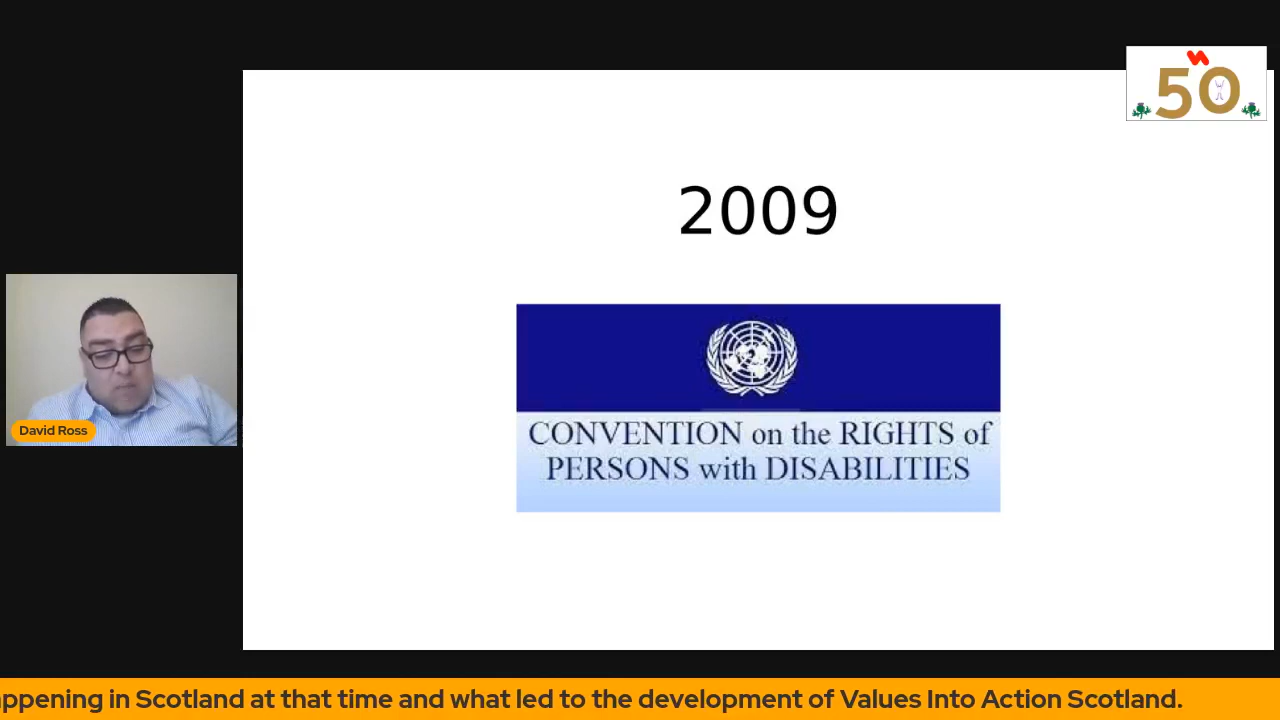 50
2009
CONVENTION on the RIGHTS of
PERSONS with DISABILITIES
David Ross
ppening in Scotland at that time and what led to the development of Values Into Action Scotland.